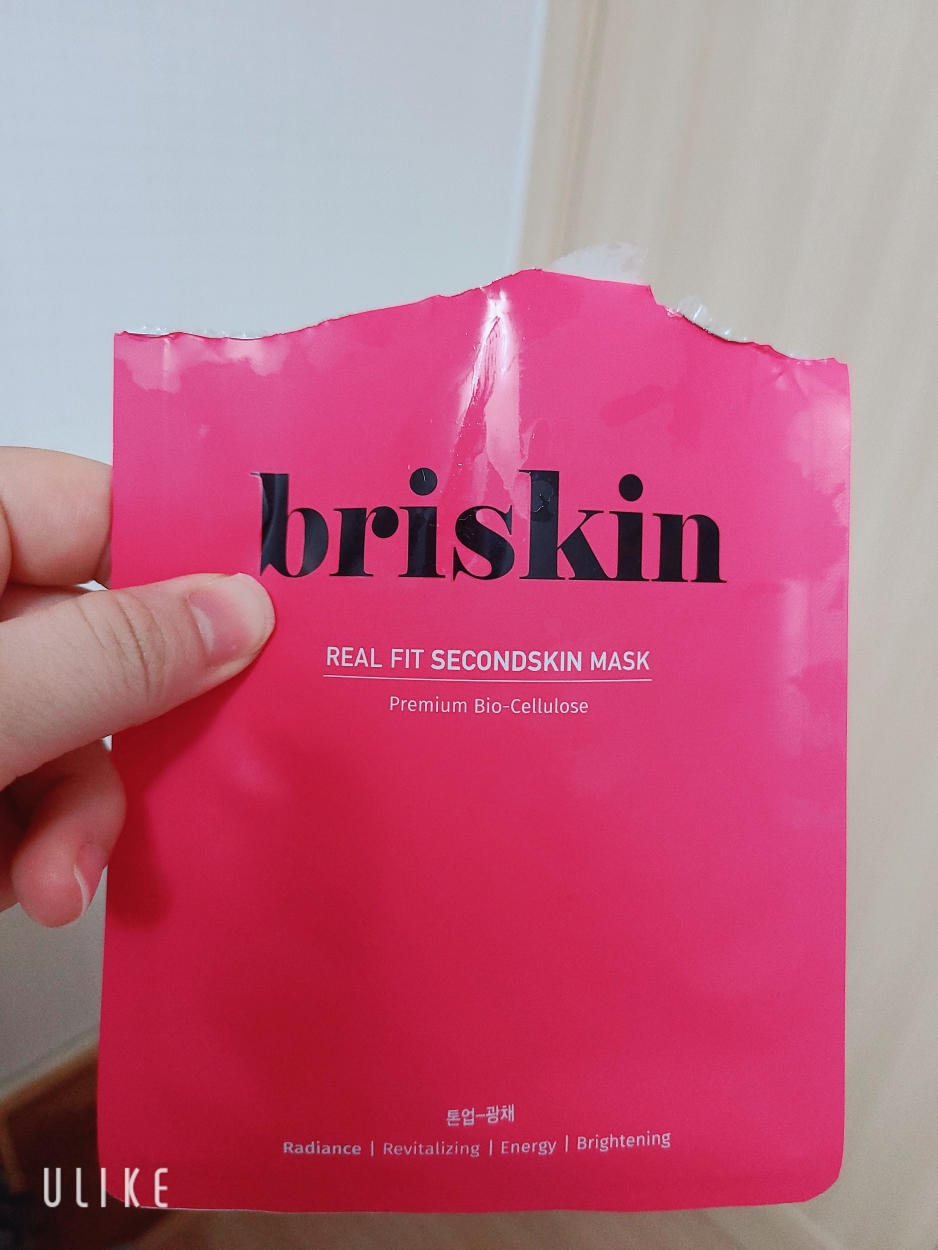 briskin
REAL FIT SECONDSKIN MASK
Premium Bio-Cellulose
톤업-광채
Radiance | Revitalizing | Energy | Brightening
ULIKE